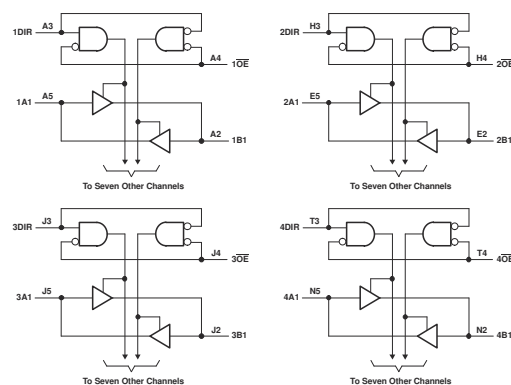 1DIR A3
A4 1OE
1A1 A5
A2 1B1
To Seven Other Channels
2DIR H3
H4 2OE
2A1 E5
E2 2B1
To Seven Other Channels
3DIR J3
J4 3OE
3A1 J5
J2 3B1
To Seven Other Channels
4DIR T3
T4 4OE
4A1 N5
N2 4B1
To Seven Other Channels